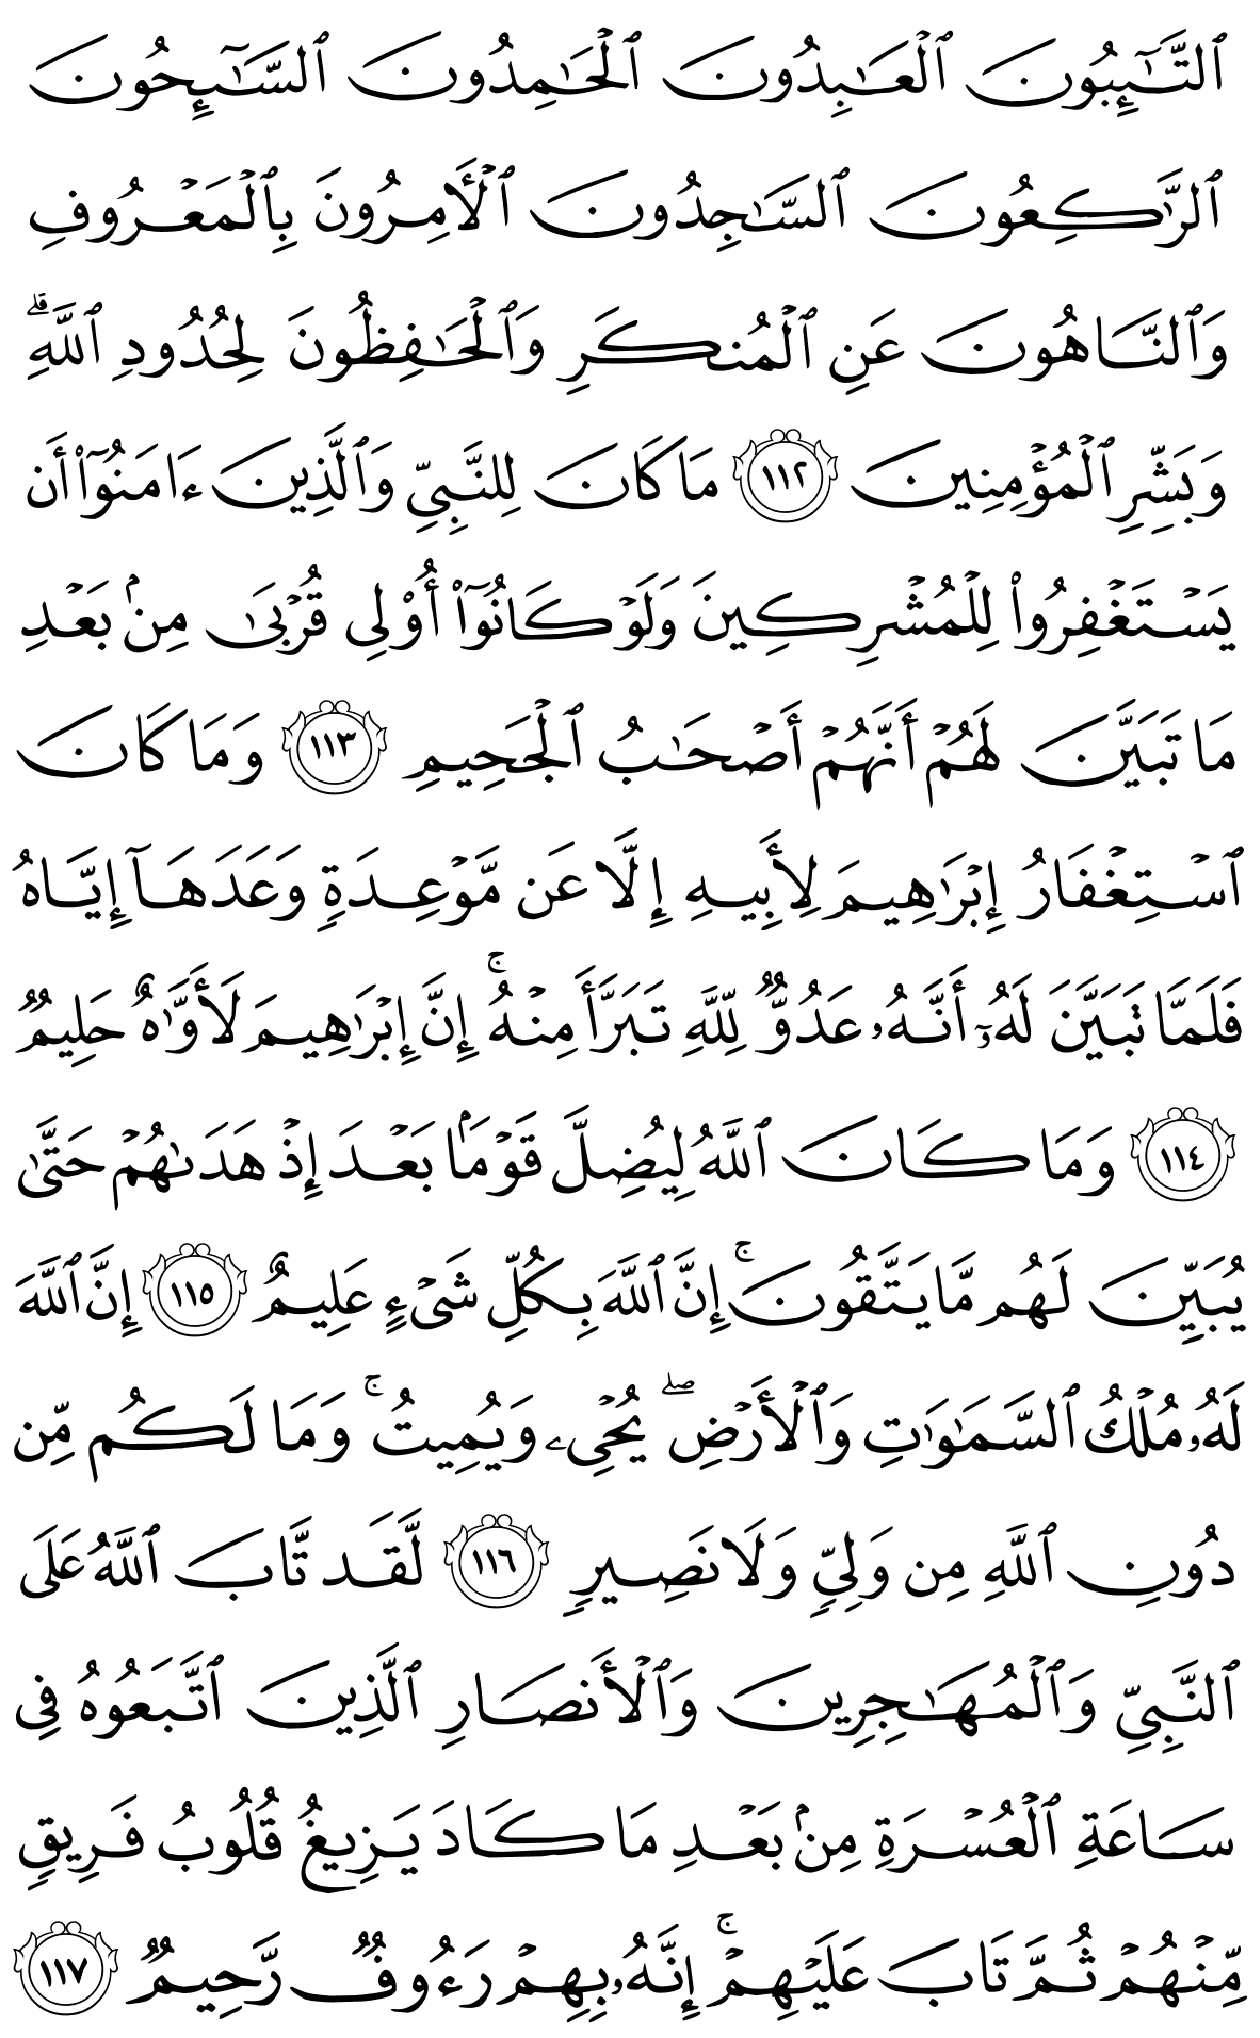 ٱلتَّـٰٓئِبُونَ ٱلْعَـٰبِدُونَ ٱلْحَـٰمِدُونَ ٱلسَّـٰٓئِحُونَ
ٱلرَّٰكِعُونَ ٱلسَّـٰجِدُونَ ٱلْـَٔامِرُونَ بِٱلْمَعْرُوفِ
وَٱلنَّاهُونَ عَنِ ٱلْمُنكَرِ وَٱلْحَـٰفِظُونَ لِحُدُودِ ٱللَّهِ ۗ
وَبَشِّرِ ٱلْمُؤْمِنِينَ ١١٢ مَا كَانَ لِلنَّبِىِّ وَٱلَّذِينَ ءَامَنُوٓا۟ أَن
يَسْتَغْفِرُوا۟ لِلْمُشْرِكِينَ وَلَوْ كَانُوٓا۟ أُو۟لِى قُرْبَىٰ مِنۢ بَعْدِ
مَا تَبَيَّنَ لَهُمْ أَنَّهُمْ أَصْحَـٰبُ ٱلْجَحِيمِ ١١٣ وَمَا كَانَ
ٱسْتِغْفَارُ إِبْرَٰهِيمَ لِأَبِيهِ إِلَّا عَن مَّوْعِدَةٍ وَعَدَهَآ إِيَّاهُ
فَلَمَّا تَبَيَّنَ لَهُۥٓ أَنَّهُۥ عَدُوٌّ لِّلَّهِ تَبَرَّأَ مِنْهُ ۚ إِنَّ إِبْرَٰهِيمَ لَأَوَّٰهٌ حَلِيمٌ
١١٤ وَمَا كَانَ ٱللَّهُ لِيُضِلَّ قَوْمًۢا بَعْدَ إِذْ هَدَىٰهُمْ حَتَّىٰ
يُبَيِّنَ لَهُم مَّا يَتَّقُونَ ۚ إِنَّ ٱللَّهَ بِكُلِّ شَىْءٍ عَلِيمٌ ١١٥ إِنَّ ٱللَّهَ
لَهُۥ مُلْكُ ٱلسَّمَـٰوَٰتِ وَٱلْأَرْضِ ۖ يُحْىِۦ وَيُمِيتُ ۚ وَمَا لَكُم مِّن
دُونِ ٱللَّهِ مِن وَلِىٍّ وَلَا نَصِيرٍ ١١٦ لَّقَد تَّابَ ٱللَّهُ عَلَى
ٱلنَّبِىِّ وَٱلْمُهَـٰجِرِينَ وَٱلْأَنصَارِ ٱلَّذِينَ ٱتَّبَعُوهُ فِى
سَاعَةِ ٱلْعُسْرَةِ مِنۢ بَعْدِ مَا كَادَ يَزِيغُ قُلُوبُ فَرِيقٍ
مِّنْهُمْ ثُمَّ تَابَ عَلَيْهِمْ ۚ إِنَّهُۥ بِهِمْ رَءُوفٌ رَّحِيمٌ ١١٧